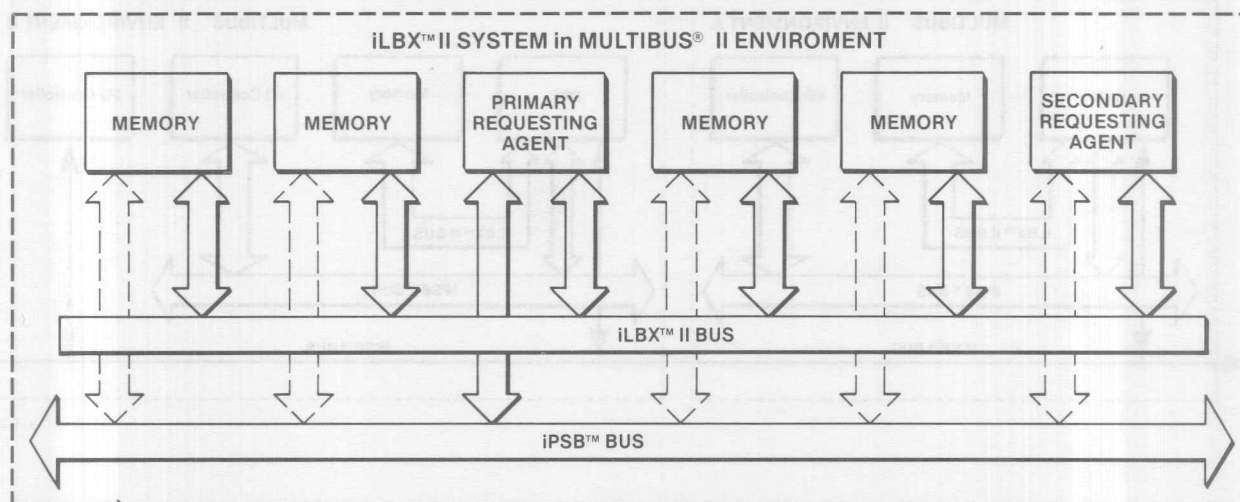 iLBX™ II SYSTEM in MULTIBUS® II ENVIROMENT
MEMORY
MEMORY
PRIMARY
REQUESTING
AGENT
MEMORY
MEMORY
SECONDARY
REQUESTING
AGENT
iLBX™ II BUS
iPSB™ BUS